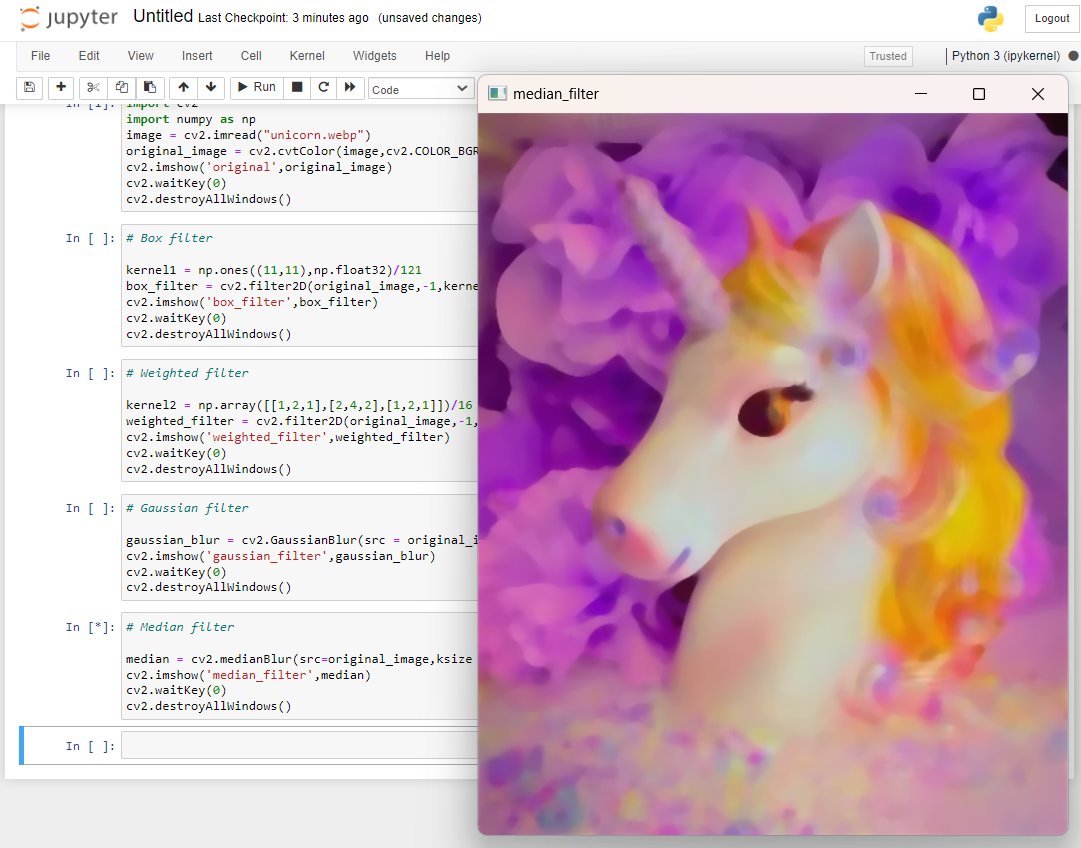 jupyter Untitled Last Checkpoint: 3 minutes ago (unsaved changes)
Logout
File Edit View Insert Cell Kernel Widgets Help
Trusted
Python 3 (ipykernel)
Run
Code
median_filter
In [1]: import cv2
import numpy as np
image = cv2.imread("unicorn.webp")
original_image = cv2.cvtColor(image,cv2.COLOR_BGR
cv2.imshow('original',original_image)
cv2.waitKey(0)
cv2.destroyAllWindows()
In [ ]: # Box filter
kernel1 = np.ones((11,11),np.float32)/121
box_filter = cv2.filter2D(original_image,-1,kerne
cv2.imshow('box_filter',box_filter)
cv2.waitKey(0)
cv2.destroyAllWindows()
In [ ]: # Weighted filter
kernel2 = np.array([[1,2,1],[2,4,2],[1,2,1]])/16
weighted_filter = cv2.filter2D(original_image,-1,
cv2.imshow('weighted_filter',weighted_filter)
cv2.waitKey(0)
cv2.destroyAllWindows()
In [ ]: # Gaussian filter
gaussian_blur = cv2.GaussianBlur(src = original_i
cv2.imshow('gaussian_filter',gaussian_blur)
cv2.waitKey(0)
cv2.destroyAllWindows()
In [*]: # Median filter
median = cv2.medianBlur(src=original_image,ksize
cv2.imshow('median_filter',median)
cv2.waitKey(0)
cv2.destroyAllWindows()
In [ ]: